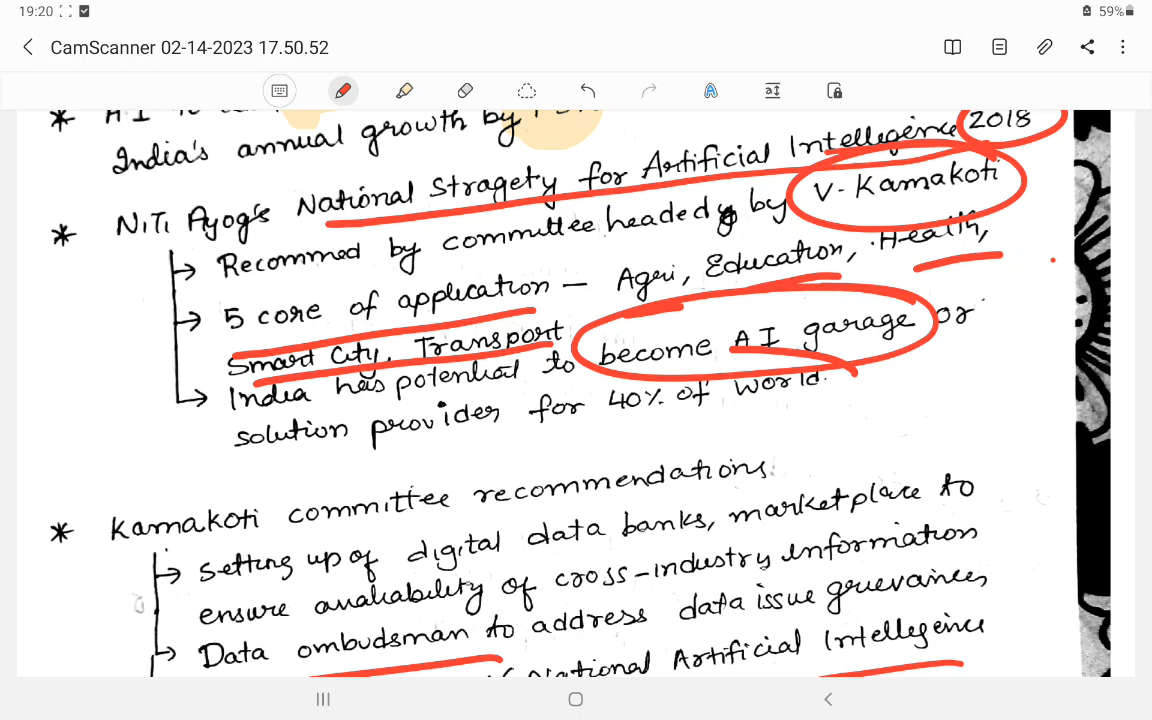 19:20
59%
CamScanner 02-14-2023 17.50.52
* A I
India's annual growth by
* NiTi Ayog's National Stragety for Artificial Intelligence 2018
→ Recommed by committee headed by V. Kamakoti
→ 5 core of application – Agri, Education, Health,
Smart City, Transport
→ India has potential to become AI garage or
solution provider for 40% of World.
* Kamakoti committee recommendations.
→ Setting up of digital data banks, marketplace to
ensure availability of cross-industry information
→ Data ombudsman to address data issue grievances
National Artificial Intelligence